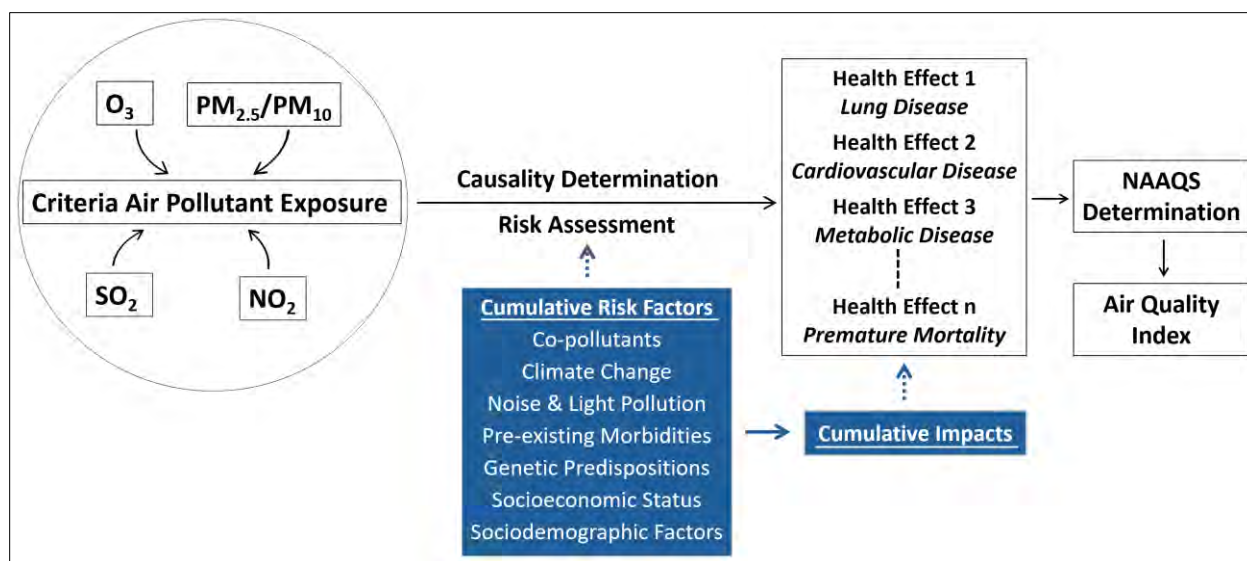 O₃
PM₂.₅/PM₁₀
Criteria Air Pollutant Exposure
SO₂
NO₂
Causality Determination
Risk Assessment
Cumulative Risk Factors
Co-pollutants
Climate Change
Noise & Light Pollution
Pre-existing Morbidities
Genetic Predispositions
Socioeconomic Status
Sociodemographic Factors
Cumulative Impacts
Health Effect 1
Lung Disease
Health Effect 2
Cardiovascular Disease
Health Effect 3
Metabolic Disease
Health Effect n
Premature Mortality
NAAQS
Determination
Air Quality
Index